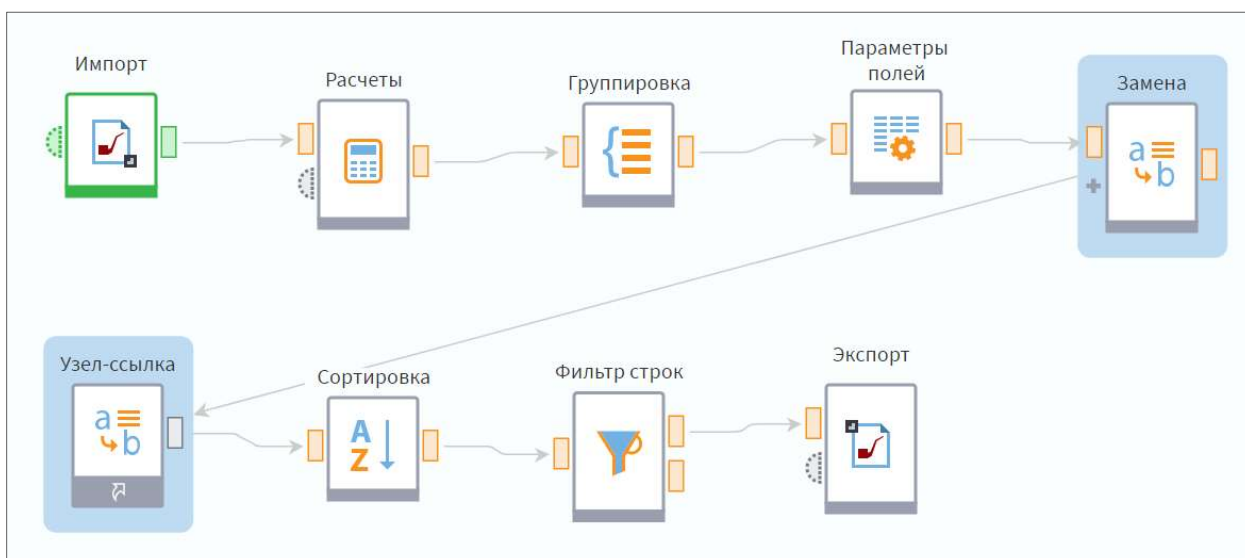 Импорт
Расчеты
Группировка
Параметры
полей
Замена
a
b
Узел-ссылка
a
b
Сортировка
A
Z
Фильтр строк
Экспорт